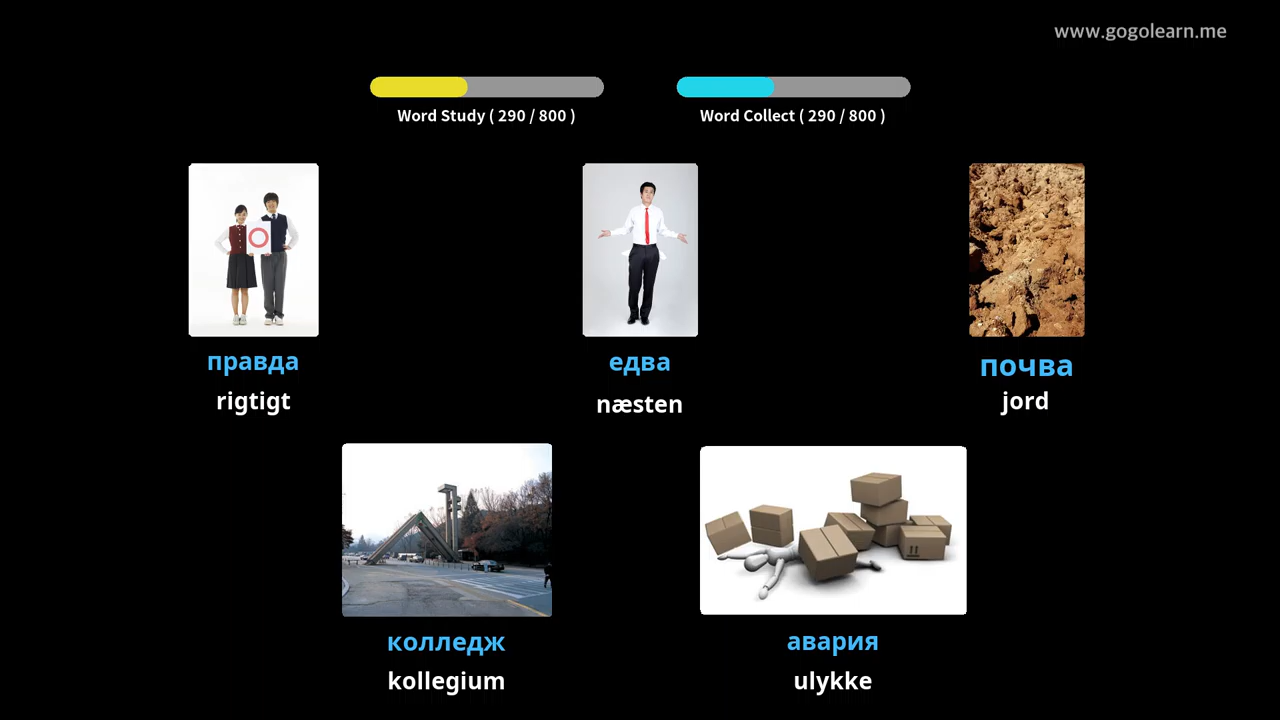 www.gogolearn.me
Word Study ( 290 / 800 )
Word Collect ( 290 / 800 )
правда
rigtigt
едва
næsten
почва
jord
колледж
kollegium
авария
ulykke